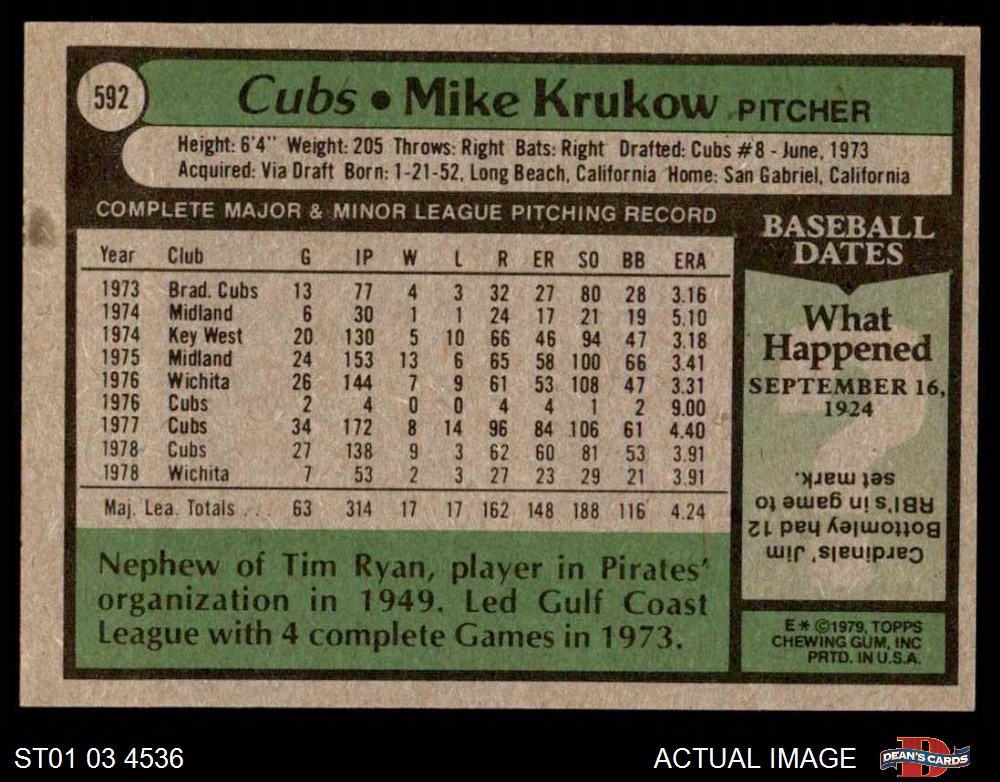 592
Cubs • Mike Krukow PITCHER
Height: 6'4" Weight: 205 Throws: Right Bats: Right Drafted: Cubs #8 - June, 1973
Acquired: Via Draft Born: 1-21-52, Long Beach, California Home: San Gabriel, California
COMPLETE MAJOR & MINOR LEAGUE PITCHING RECORD
Year Club G IP W L R ER SO BB ERA
1973 Brad. Cubs 13 77 4 3 32 27 80 28 3.16
1974 Midland 6 30 1 1 24 17 21 19 5.10
1974 Key West 20 130 5 10 66 46 94 47 3.18
1975 Midland 24 153 13 6 65 58 100 66 3.41
1976 Wichita 26 144 7 9 61 53 108 47 3.31
1976 Cubs 2 4 0 0 4 4 1 2 9.00
1977 Cubs 34 172 8 14 96 84 106 61 4.40
1978 Cubs 27 138 9 3 62 60 81 53 3.91
1978 Wichita 7 53 2 3 27 23 29 21 3.91
Maj. Lea. Totals ... 63 314 17 17 162 148 188 116 4.24
Nephew of Tim Ryan, player in Pirates'
organization in 1949. Led Gulf Coast
League with 4 complete Games in 1973.
BASEBALL
DATES
What
Happened
SEPTEMBER 16,
1924
Cardinals' Jim
Bottomley had 12
RBI's in game to
set mark.
E* ©1979, TOPPS
CHEWING GUM, INC
PRTD. IN U.S.A.
ST01 03 4536
ACTUAL IMAGE
DEAN'S CARDS